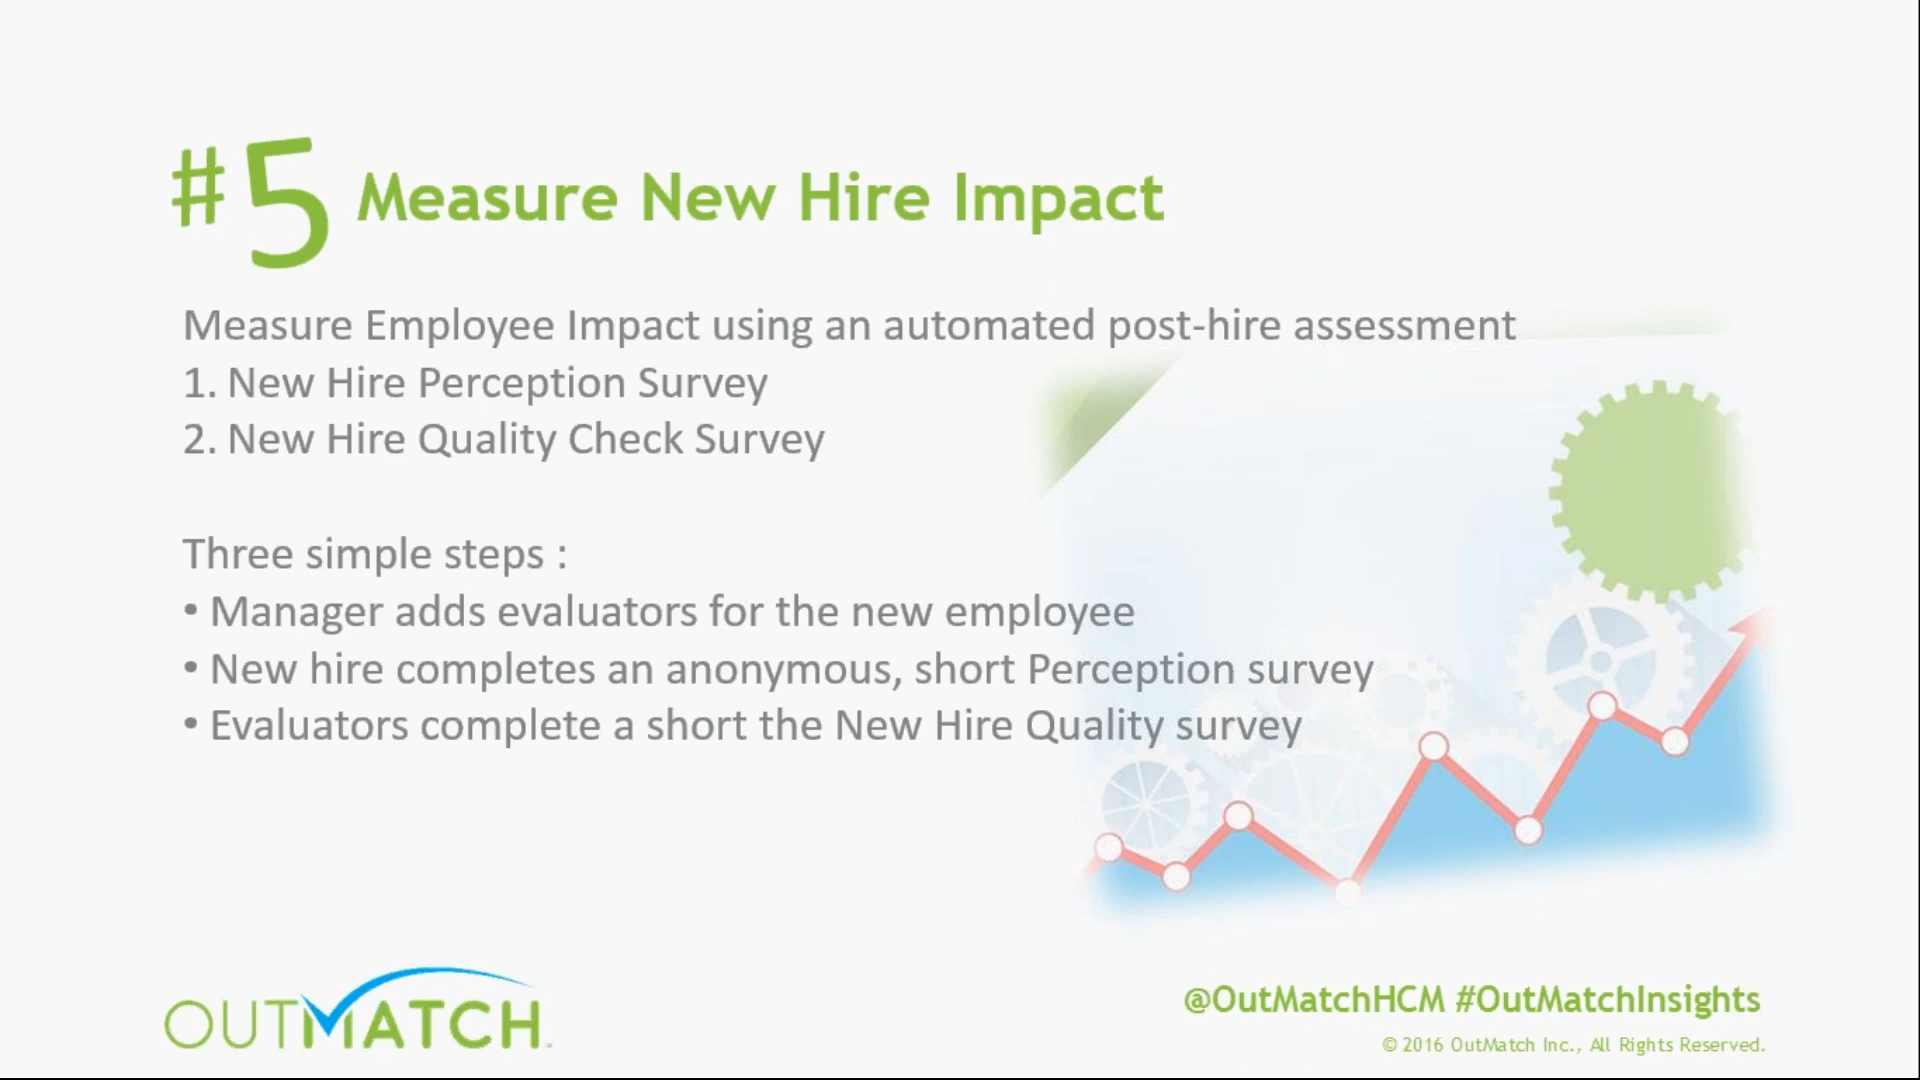 #5 Measure New Hire Impact
Measure Employee Impact using an automated post-hire assessment
1. New Hire Perception Survey
2. New Hire Quality Check Survey
Three simple steps :
• Manager adds evaluators for the new employee
• New hire completes an anonymous, short Perception survey
• Evaluators complete a short the New Hire Quality survey
OUTMATCH
@OutMatchHCM #OutMatchInsights
© 2016 OutMatch Inc., All Rights Reserved.